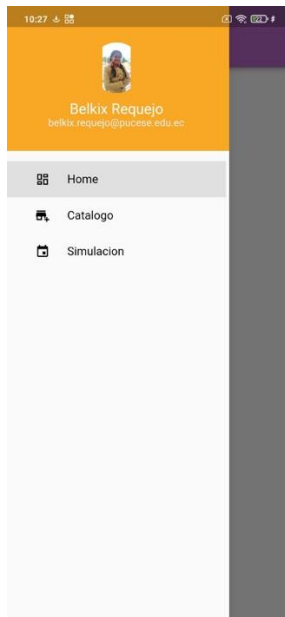 10:27
Belkix Requejo
belkix.requejo@pucese.edu.ec
Home
Catalogo
Simulacion